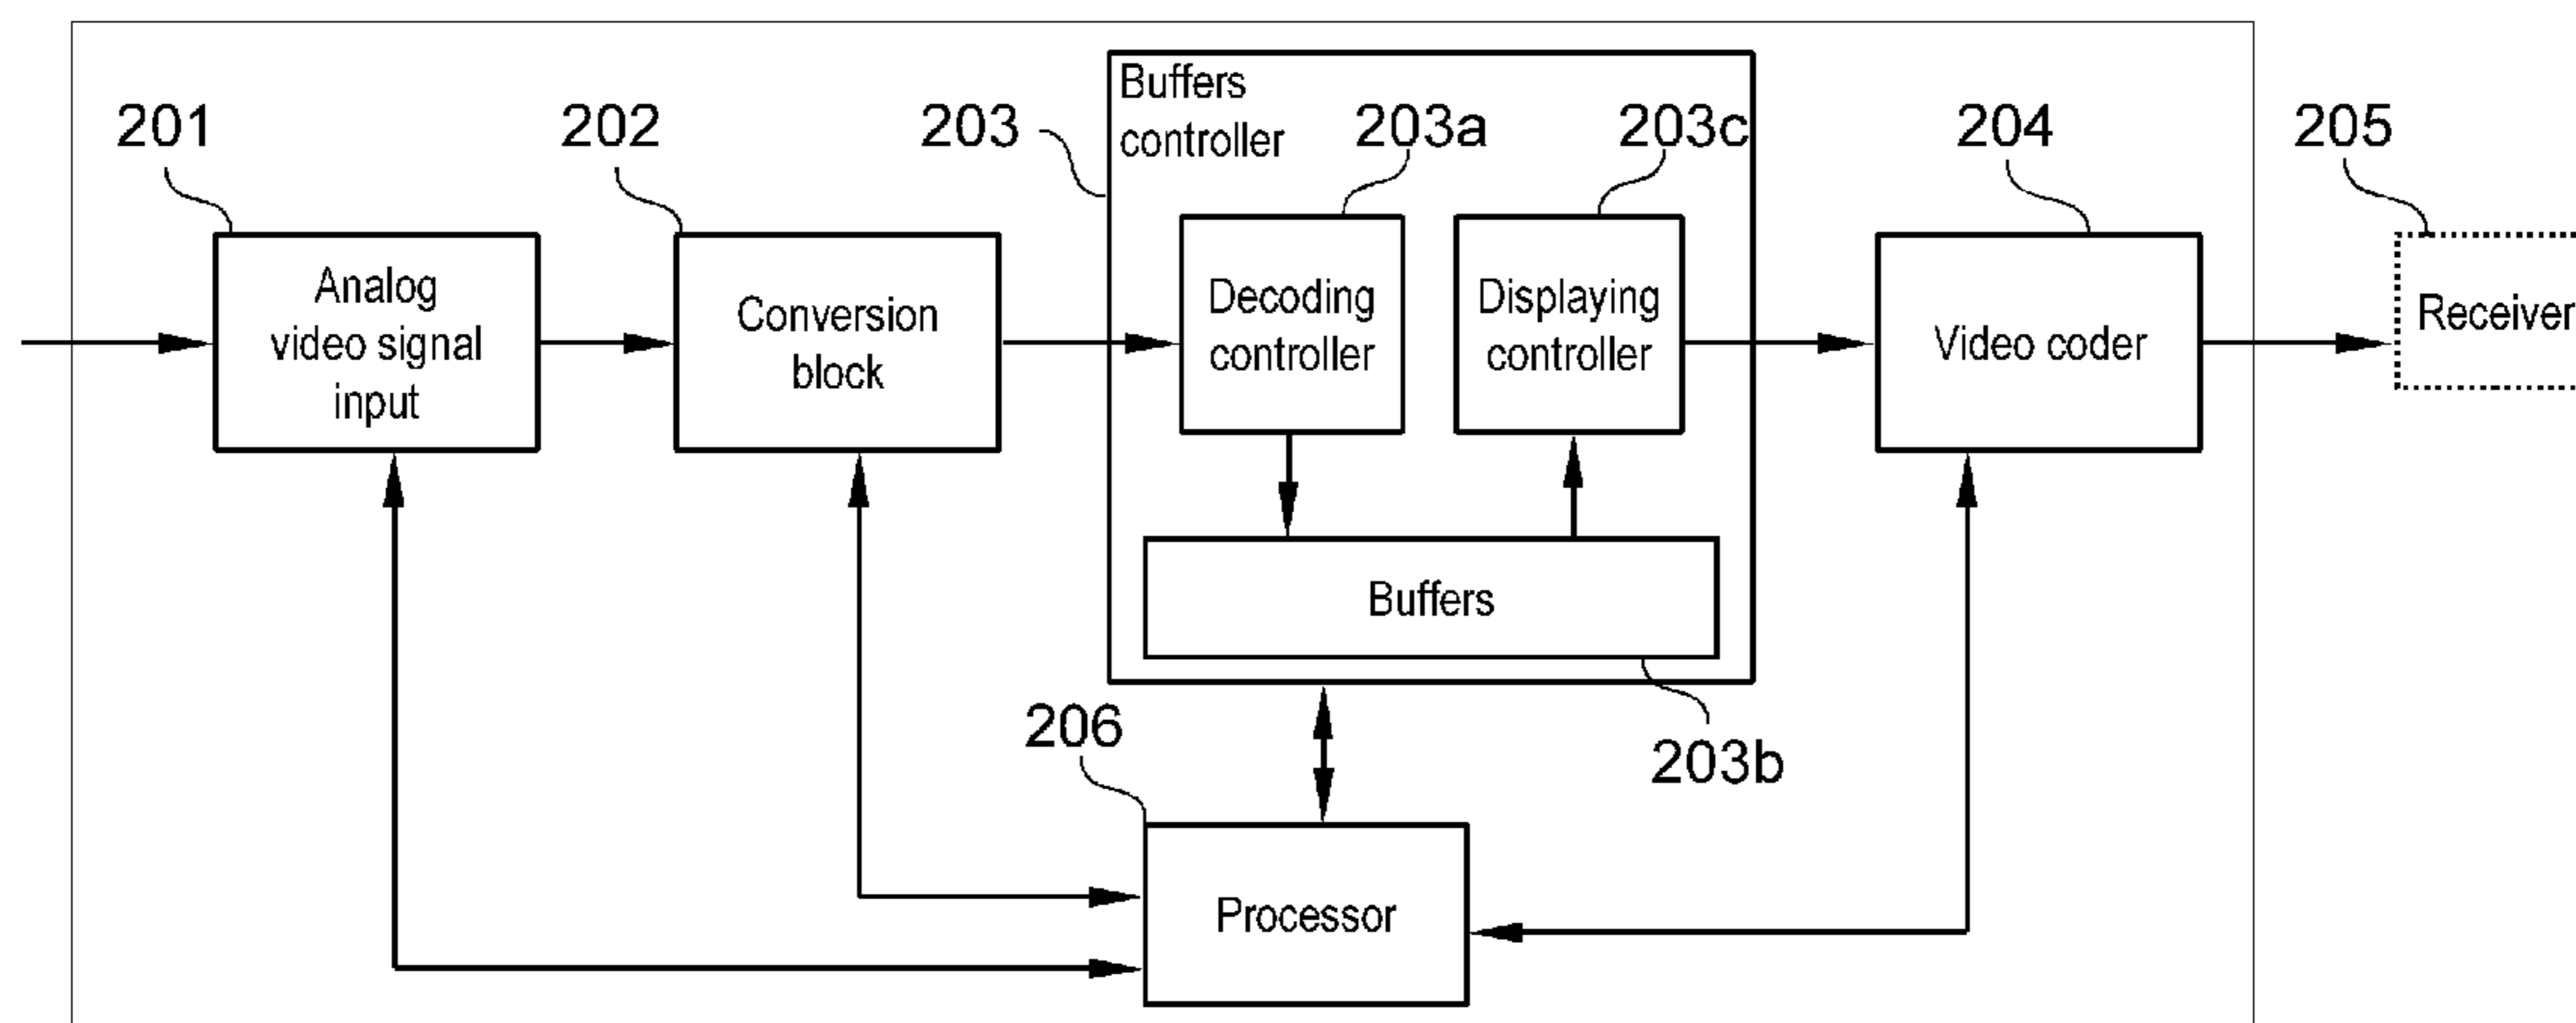 Buffers
controller
201
202
203
203a
203c
204
205
Analog
video signal
input
Conversion
block
Decoding
controller
Displaying
controller
Video coder
Receiver
Buffers
206
203b
Processor